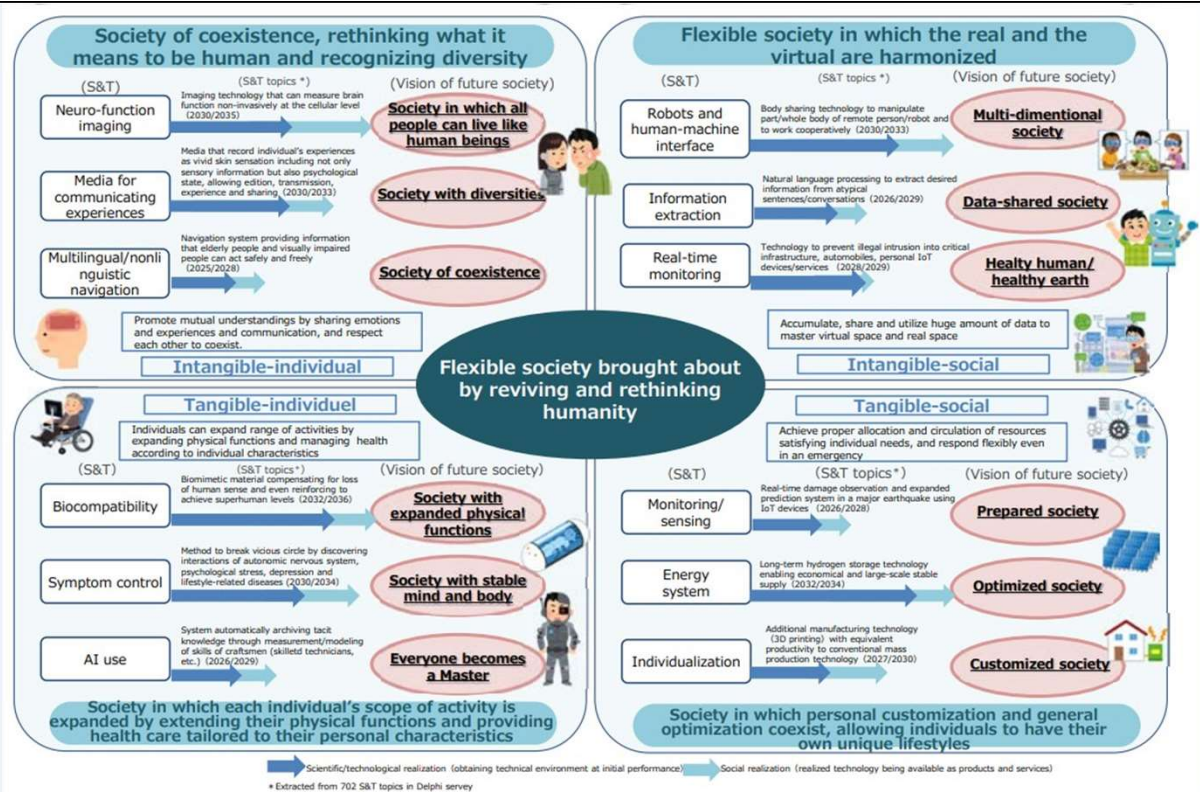 Society of coexistence, rethinking what it
means to be human and recognizing diversity
(S&T)
(S&T topics *)
(Vision of future society)
Neuro-function
imaging
Imaging technology that can measure brain
function non-invasively at the cellular level
(2030/2035)
Society in which all
people can live like
human beings
Media for
communicating
experiences
Media that record individual's experiences
as vivid skin sensation including not only
sensory information but also psychological
state, allowing edition, transmission,
experience and sharing (2030/2033)
Society with diversities
Multilingual/nonli
nguistic
navigation
Navigation system providing information
that elderly people and visually impaired
people can act safely and freely
(2025/2028)
Society of coexistence
Promote mutual understandings by sharing emotions
and experiences and communication, and respect
each other to coexist.
Intangible-individual
Flexible society in which the real and the
virtual are harmonized
(S&T)
(S&T topics *)
(Vision of future society)
Robots and
human-machine
interface
Body sharing technology to manipulate
part/whole body of remote person/robot and
to work cooperatively (2030/2033)
Multi-dimentional
society
Information
extraction
Natural language processing to extract desired
information from atypical
sentences/conversations (2026/2029)
Data-shared society
Real-time
monitoring
Technology to prevent illegal intrusion into critical
infrastructure, automobiles, personal IoT
devices/services (2028/2029)
Healty human/
healthy earth
Accumulate, share and utilize huge amount of data to
master virtual space and real space
Intangible-social
Flexible society brought about
by reviving and rethinking
humanity
Tangible-individuel
Individuals can expand range of activities by
expanding physical functions and managing health
according to individual characteristics
(S&T)
(S&T topics*)
(Vision of future society)
Biocompatibility
Biomimetic material compensating for loss
of human sense and even reinforcing to
achieve superhuman levels (2032/2036)
Society with
expanded physical
functions
Symptom control
Method to break vicious circle by discovering
interactions of autonomic nervous system,
psychological stress, depression and
lifestyle-related diseases (2030/2034)
Society with stable
mind and body
AI use
System automatically archiving tacit
knowledge through measurement/modeling
of skills of craftsmen (skilletd technicians,
etc.) (2026/2029)
Everyone becomes
a Master
Society in which each individual's scope of activity is
expanded by extending their physical functions and providing
health care tailored to their personal characteristics
Tangible-social
Achieve proper allocation and circulation of resources
satisfying individual needs, and respond flexibly even
in an emergency
(S&T)
(S&T topics*)
(Vision of future society)
Monitoring/
sensing
Real-time damage observation and expanded
prediction system in a major earthquake using
IoT devices (2026/2028)
Prepared society
Energy
system
Long-term hydrogen storage technology
enabling economical and large-scale stable
supply (2032/2034)
Optimized society
Individualization
Additional manufacturing technology
(3D printing) with equivalent
productivity to conventional mass
production technology (2027/2030)
Customized society
Society in which personal customization and general
optimization coexist, allowing individuals to have their
own unique lifestyles
Scientific/technological realization (obtaining technical environment at initial performance)
Social realization (realized technology being available as products and services)
* Extracted from 702 S&T topics in Delphi servey